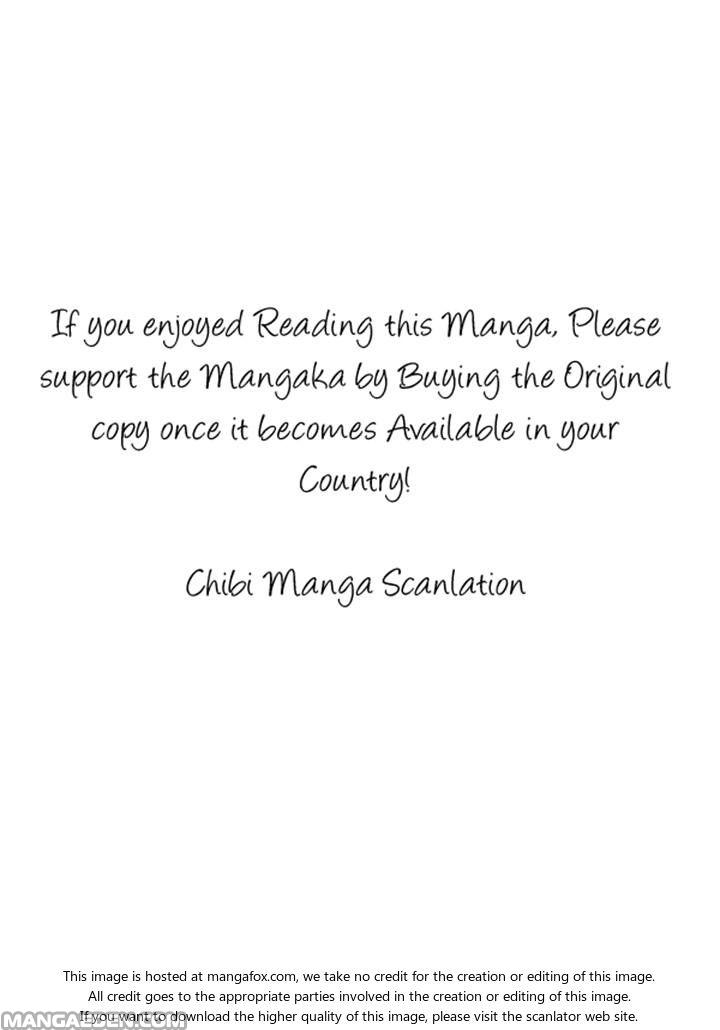 If you enjoyed Reading this Manga, Please
support the Mangaka by Buying the Original
copy once it becomes Available in your
Country!
Chibi Manga Scanlation
This image is hosted at mangafox.com, we take no credit for the creation or editing of this image.
All credit goes to the appropriate parties involved in the creation or editing of this image.
If you want to download the higher quality of this image, please visit the scanlator web site.
MANGAEDEN.COM